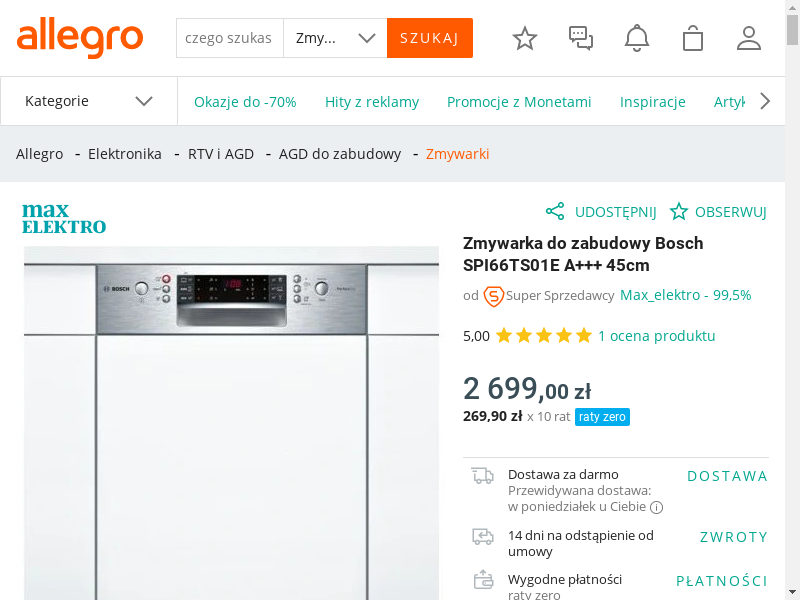 allegro
czego szukas
Zmy...
SZUKAJ
Kategorie
Okazje do -70%
Hity z reklamy
Promocje z Monetami
Inspiracje
Artyk
Allegro - Elektronika - RTV i AGD - AGD do zabudowy - Zmywarki
max
ELEKTRO
UDOSTĘPNIJ
OBSERWUJ
Zmywarka do zabudowy Bosch
SPI66TS01E A+++ 45cm
od Super Sprzedawcy Max_elektro - 99,5%
5,00
1 ocena produktu
2 699,00 zł
269,90 zł x 10 rat raty zero
BOSCH
Dostawa za darmo
DOSTAWA
Przewidywana dostawa:
w poniedziałek u Ciebie
14 dni na odstąpienie od
umowy
ZWROTY
Wygodne płatności
PŁATNOŚCI
raty zero